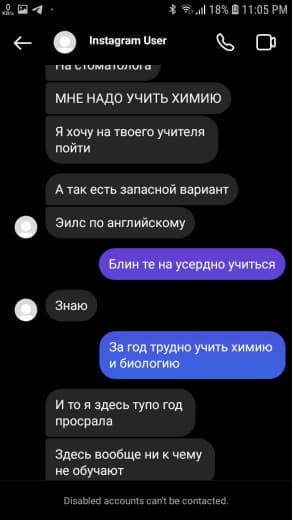 0
KB/s
18% 11:05 PM
Instagram User
На стоматолога
МНЕ НАДО УЧИТЬ ХИМИЮ
Я хочу на твоего учителя
пойти
А так есть запасной вариант
Эилс по английскому
Блин те на усердно учиться
Знаю
За год трудно учить химию
и биологию
И то я здесь тупо год
просрала
Здесь вообще ни к чему
не обучают
Disabled accounts can't be contacted.